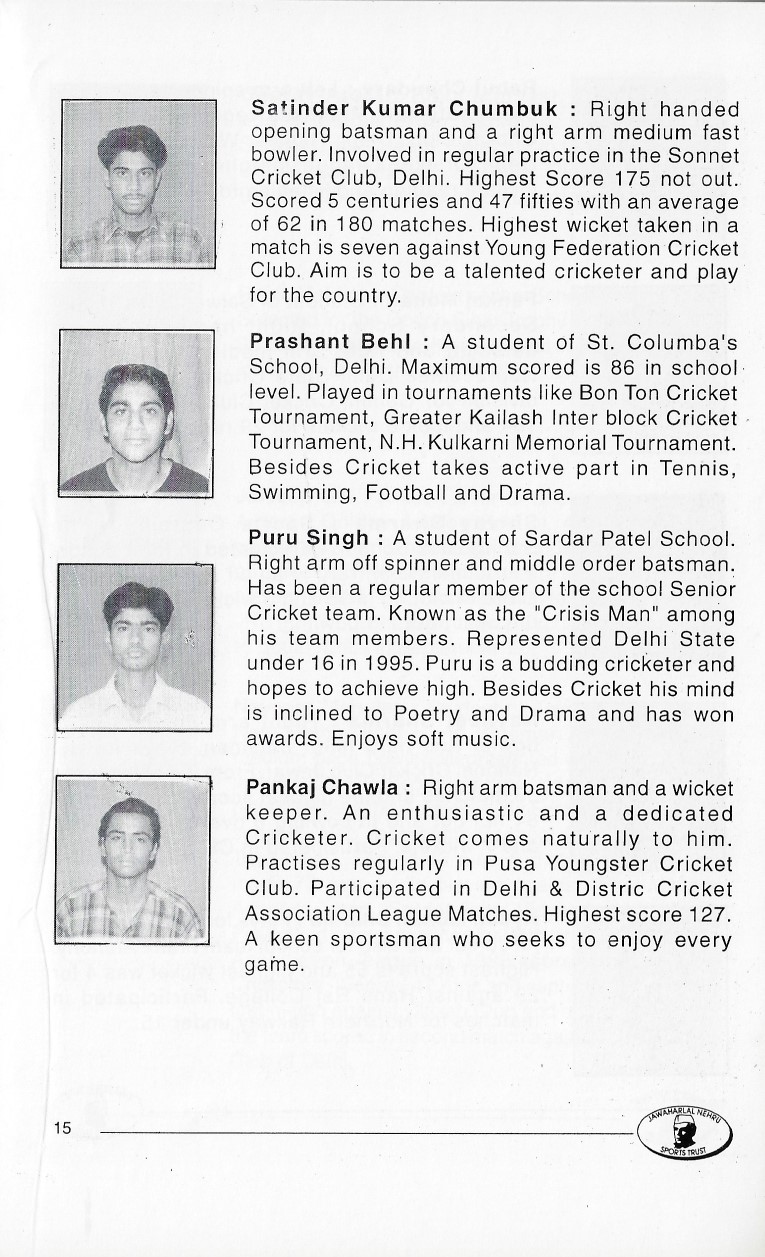 Satinder Kumar Chumbuk : Right handed
opening batsman and a right arm medium fast
bowler. Involved in regular practice in the Sonnet
Cricket Club, Delhi. Highest Score 175 not out.
Scored 5 centuries and 47 fifties with an average
of 62 in 180 matches. Highest wicket taken in a
match is seven against Young Federation Cricket
Club. Aim is to be a talented cricketer and play
for the country.
Prashant Behl : A student of St. Columba's
School, Delhi. Maximum scored is 86 in school
level. Played in tournaments like Bon Ton Cricket
Tournament, Greater Kailash Inter block Cricket
Tournament, N.H. Kulkarni Memorial Tournament.
Besides Cricket takes active part in Tennis,
Swimming, Football and Drama.
Puru Singh : A student of Sardar Patel School.
Right arm off spinner and middle order batsman.
Has been a regular member of the school Senior
Cricket team. Known as the "Crisis Man" among
his team members. Represented Delhi State
under 16 in 1995. Puru is a budding cricketer and
hopes to achieve high. Besides Cricket his mind
is inclined to Poetry and Drama and has won
awards. Enjoys soft music.
Pankaj Chawla : Right arm batsman and a wicket
keeper. An enthusiastic and a dedicated
Cricketer. Cricket comes naturally to him.
Practises regularly in Pusa Youngster Cricket
Club. Participated in Delhi & Distric Cricket
Association League Matches. Highest score 127.
A keen sportsman who seeks to enjoy every
game.
15
JAWAHARLAL NEHRU
SPORTS TRUST